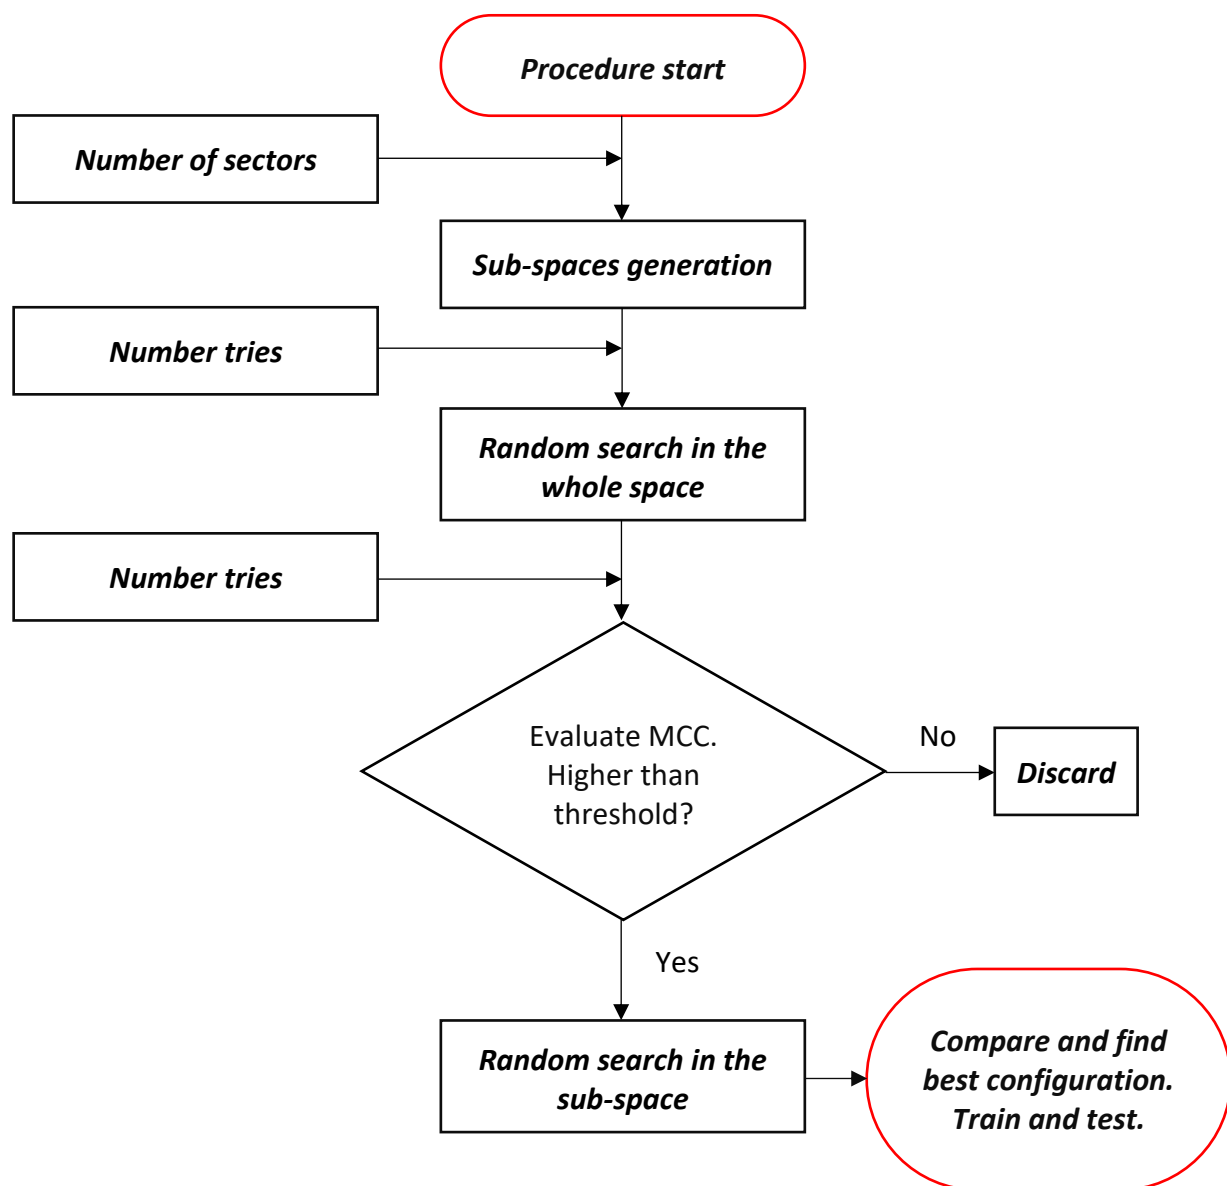 Procedure start
Number of sectors
Sub-spaces generation
Number tries
Random search in the
whole space
Number tries
Evaluate MCC.
Higher than
threshold?
No
Discard
Yes
Random search in the
sub-space
Compare and find
best configuration.
Train and test.